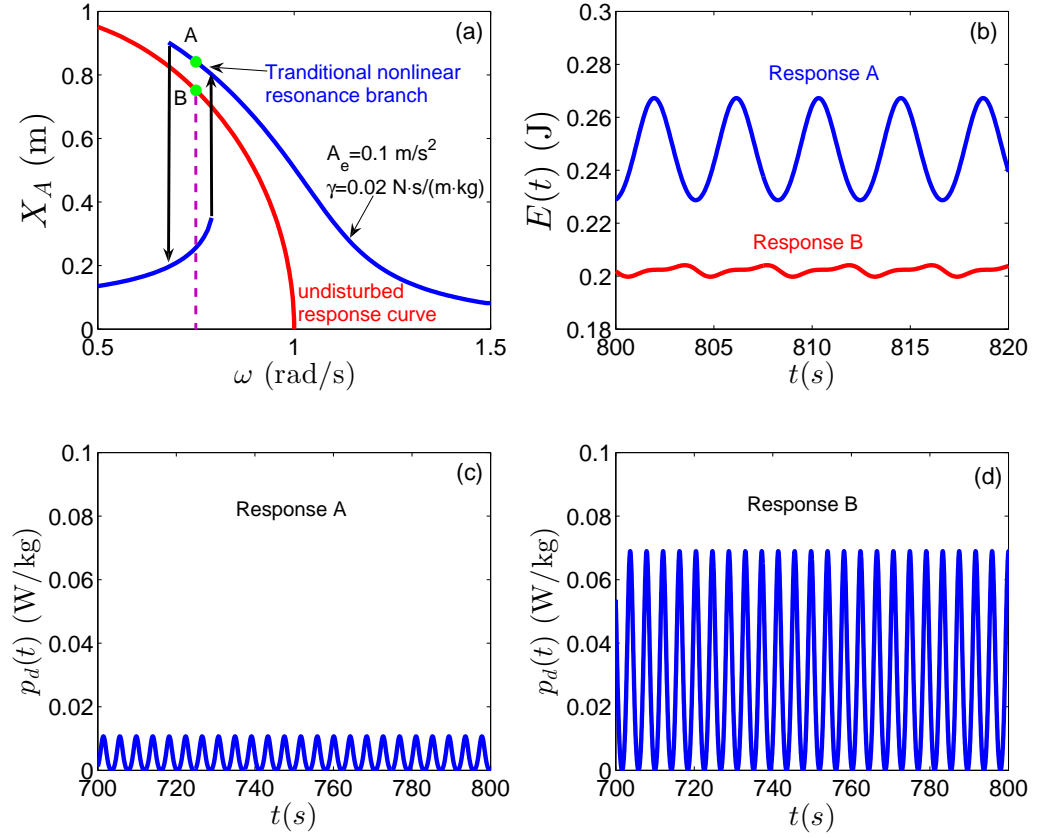 (a)
1
0.8
0.6
0.4
0.2
0
X_A (m)
A
B
Tranditional nonlinear
resonance branch
A_e=0.1 m/s^2
γ=0.02 N·s/(m·kg)
undisturbed
response curve
0.5
1
1.5
ω (rad/s)
(b)
0.3
0.28
0.26
0.24
0.22
0.2
0.18
E(t) (J)
Response A
Response B
800
805
810
815
820
t(s)
(c)
0.1
0.08
0.06
0.04
0.02
0
p_d(t) (W/kg)
Response A
700
720
740
760
780
800
t(s)
(d)
0.1
0.08
0.06
0.04
0.02
0
p_d(t) (W/kg)
Response B
700
720
740
760
780
800
t(s)